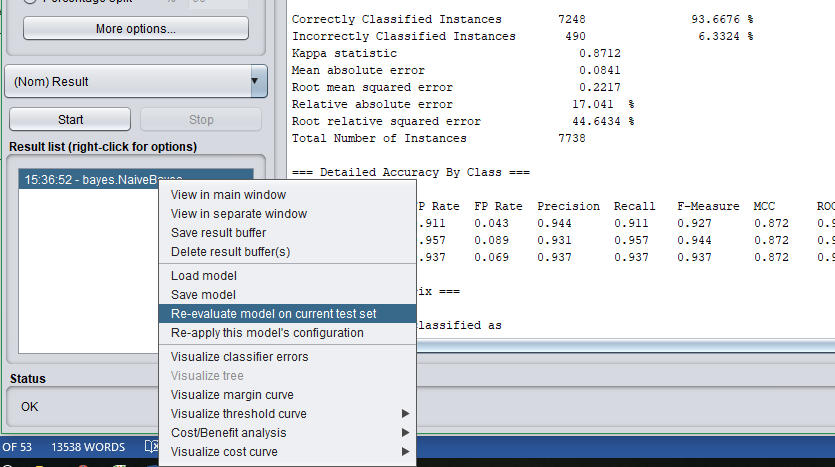 More options...
(Nom) Result
Start
Stop
Result list (right-click for options)
15:36:52 - bayes.NaiveBayes
View in main window
View in separate window
Save result buffer
Delete result buffer(s)
Load model
Save model
Re-evaluate model on current test set
Re-apply this model's configuration
Visualize classifier errors
Visualize tree
Visualize margin curve
Visualize threshold curve
Cost/Benefit analysis
Visualize cost curve
Status
OK
OF 53 13538 WORDS
Correctly Classified Instances 7248 93.6676 %
Incorrectly Classified Instances 490 6.3324 %
Kappa statistic 0.8712
Mean absolute error 0.0841
Root mean squared error 0.2217
Relative absolute error 17.041 %
Root relative squared error 44.6434 %
Total Number of Instances 7738
=== Detailed Accuracy By Class ===
P Rate FP Rate Precision Recall F-Measure MCC ROC
.911 0.043 0.944 0.911 0.927 0.872 0.9
.957 0.089 0.931 0.957 0.944 0.872 0.9
.937 0.069 0.937 0.937 0.937 0.872 0.9
ix ===
lassified as